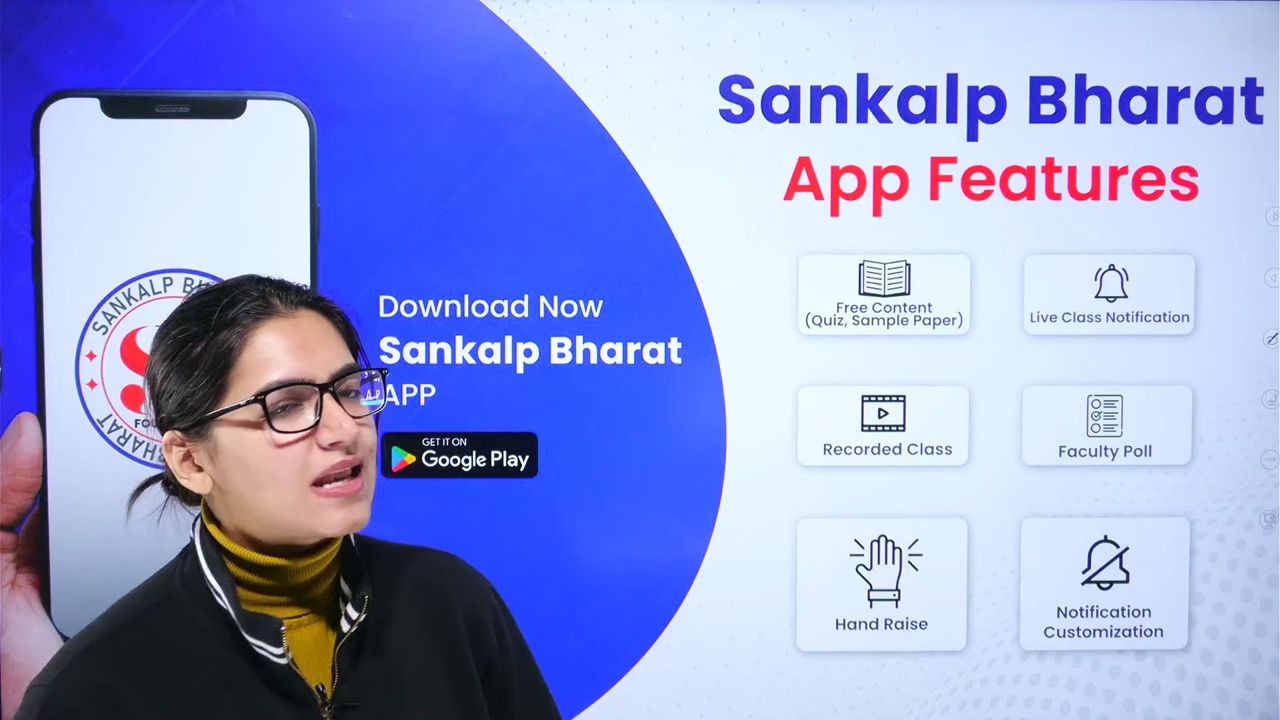 SANKALP
FOU
BHARAT
Download Now
Sankalp Bharat
APP
GET IT ON
Google Play
Sankalp Bharat
App Features
Free Content
(Quiz, Sample Paper)
Live Class Notification
Recorded Class
Faculty Poll
Hand Raise
Notification
Customization